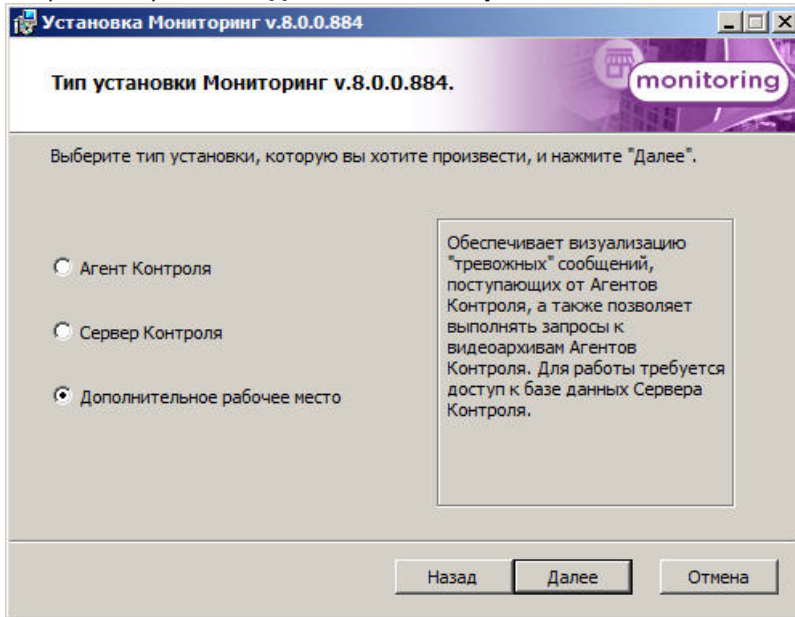 Установка Мониторинг v.8.0.0.884
Тип установки Мониторинг v.8.0.0.884.
monitoring
Выберите тип установки, которую вы хотите произвести, и нажмите "Далее".
Агент Контроля
Сервер Контроля
Дополнительное рабочее место
Обеспечивает визуализацию
"тревожных" сообщений,
поступающих от Агентов
Контроля, а также позволяет
выполнять запросы к
видеоархивам Агентов
Контроля. Для работы требуется
доступ к базе данных Сервера
Контроля.
Назад
Далее
Отмена